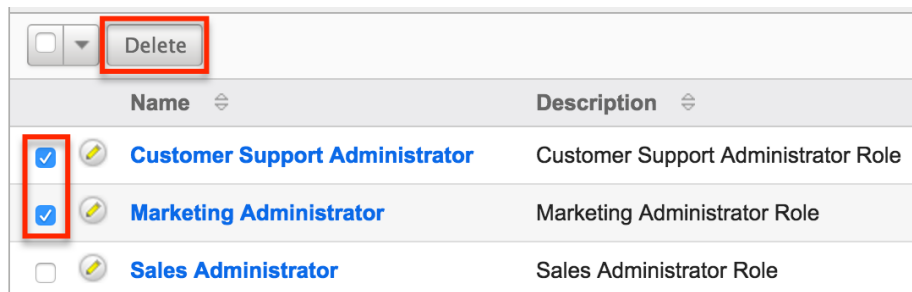 Delete
Name Description
Customer Support Administrator Customer Support Administrator Role
Marketing Administrator Marketing Administrator Role
Sales Administrator Sales Administrator Role